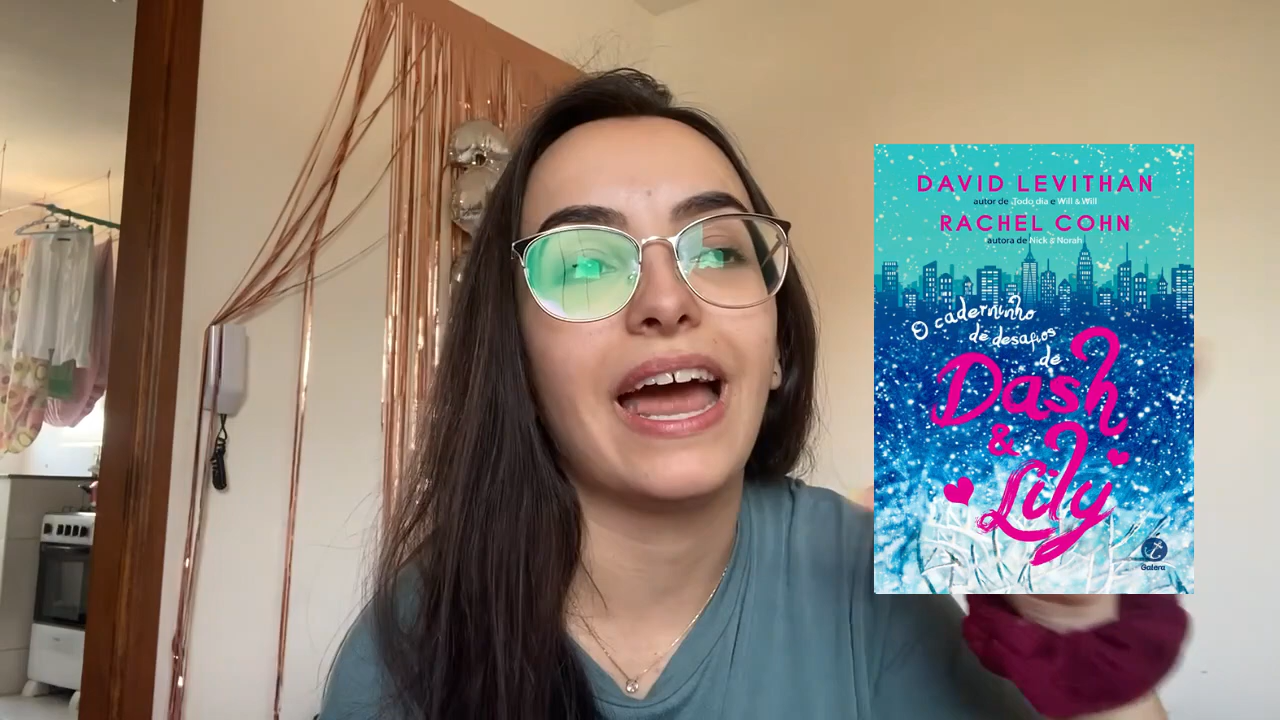 DAVID LEVITHAN
autor de Todo dia e Will & Will
RACHEL COHN
autora de Nick & Norah
O caderninho
de desafios
de
Dash
&
Lily
Galera